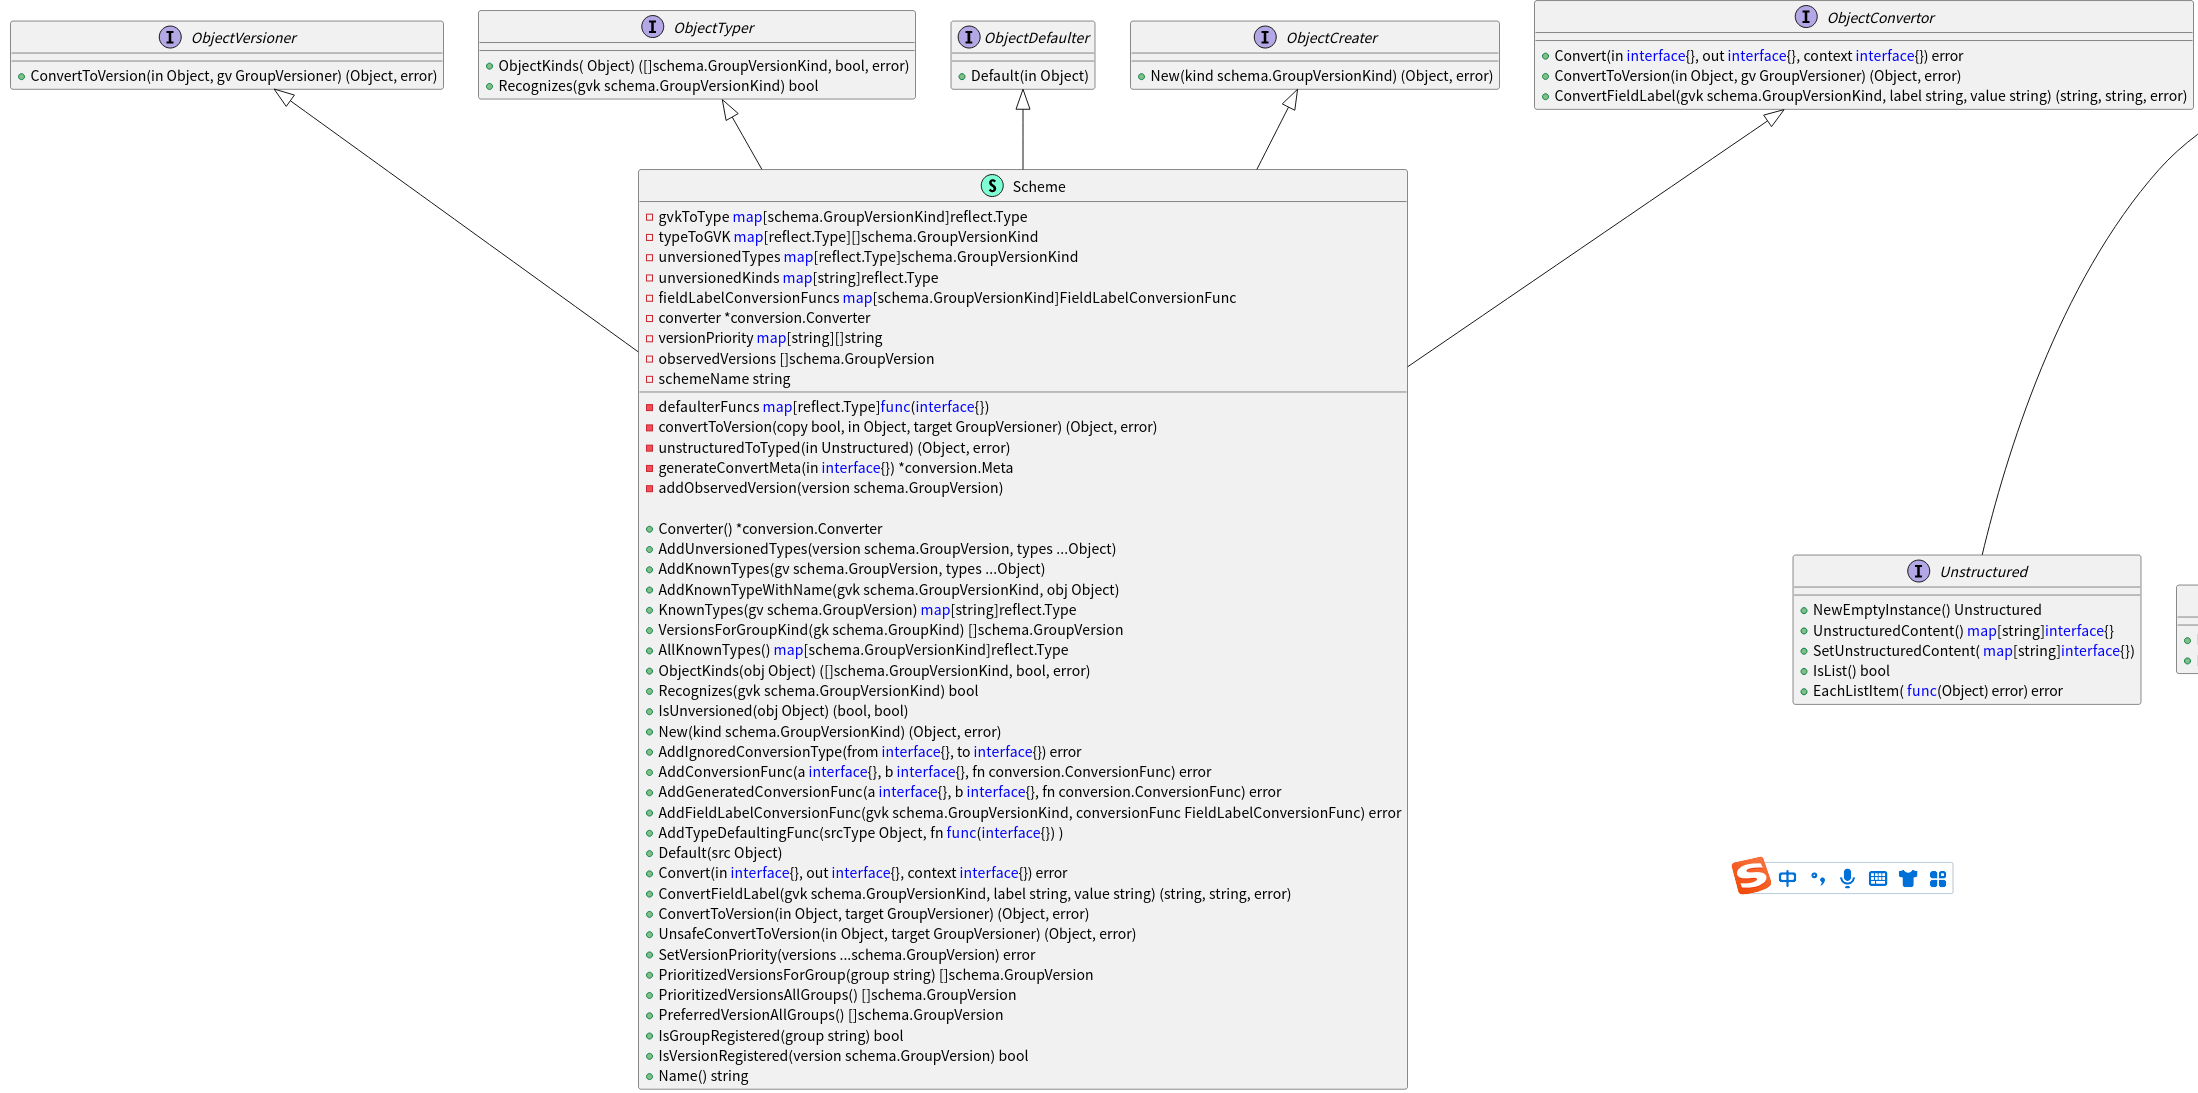 I ObjectVersioner
ConvertToVersion(in Object, gv GroupVersioner) (Object, error)
I ObjectTyper
ObjectKinds( Object) ([]schema.GroupVersionKind, bool, error)
Recognizes(gvk schema.GroupVersionKind) bool
I ObjectDefaulter
Default(in Object)
I ObjectCreater
New(kind schema.GroupVersionKind) (Object, error)
I ObjectConvertor
Convert(in interface{}, out interface{}, context interface{}) error
ConvertToVersion(in Object, gv GroupVersioner) (Object, error)
ConvertFieldLabel(gvk schema.GroupVersionKind, label string, value string) (string, string, error)
S Scheme
gvkToType map[schema.GroupVersionKind]reflect.Type
typeToGVK map[reflect.Type][]schema.GroupVersionKind
unversionedTypes map[reflect.Type]schema.GroupVersionKind
unversionedKinds map[string]reflect.Type
fieldLabelConversionFuncs map[schema.GroupVersionKind]FieldLabelConversionFunc
converter *conversion.Converter
versionPriority map[string][]string
observedVersions []schema.GroupVersion
schemeName string
defaulterFuncs map[reflect.Type]func(interface{})
convertToVersion(copy bool, in Object, target GroupVersioner) (Object, error)
unstructuredToTyped(in Unstructured) (Object, error)
generateConvertMeta(in interface{}) *conversion.Meta
addObservedVersion(version schema.GroupVersion)
Converter() *conversion.Converter
AddUnversionedTypes(version schema.GroupVersion, types ...Object)
AddKnownTypes(gv schema.GroupVersion, types ...Object)
AddKnownTypeWithName(gvk schema.GroupVersionKind, obj Object)
KnownTypes(gv schema.GroupVersion) map[string]reflect.Type
VersionsForGroupKind(gk schema.GroupKind) []schema.GroupVersion
AllKnownTypes() map[schema.GroupVersionKind]reflect.Type
ObjectKinds(obj Object) ([]schema.GroupVersionKind, bool, error)
Recognizes(gvk schema.GroupVersionKind) bool
IsUnversioned(obj Object) (bool, bool)
New(kind schema.GroupVersionKind) (Object, error)
AddIgnoredConversionType(from interface{}, to interface{}) error
AddConversionFunc(a interface{}, b interface{}, fn conversion.ConversionFunc) error
AddGeneratedConversionFunc(a interface{}, b interface{}, fn conversion.ConversionFunc) error
AddFieldLabelConversionFunc(gvk schema.GroupVersionKind, conversionFunc FieldLabelConversionFunc) error
AddTypeDefaultingFunc(srcType Object, fn func(interface{}) )
Default(src Object)
Convert(in interface{}, out interface{}, context interface{}) error
ConvertFieldLabel(gvk schema.GroupVersionKind, label string, value string) (string, string, error)
ConvertToVersion(in Object, target GroupVersioner) (Object, error)
UnsafeConvertToVersion(in Object, target GroupVersioner) (Object, error)
SetVersionPriority(versions ...schema.GroupVersion) error
PrioritizedVersionsForGroup(group string) []schema.GroupVersion
PrioritizedVersionsAllGroups() []schema.GroupVersion
PreferredVersionAllGroups() []schema.GroupVersion
IsGroupRegistered(group string) bool
IsVersionRegistered(version schema.GroupVersion) bool
Name() string
I Unstructured
NewEmptyInstance() Unstructured
UnstructuredContent() map[string]interface{}
SetUnstructuredContent( map[string]interface{})
IsList() bool
EachListItem( func(Object) error) error
S 中